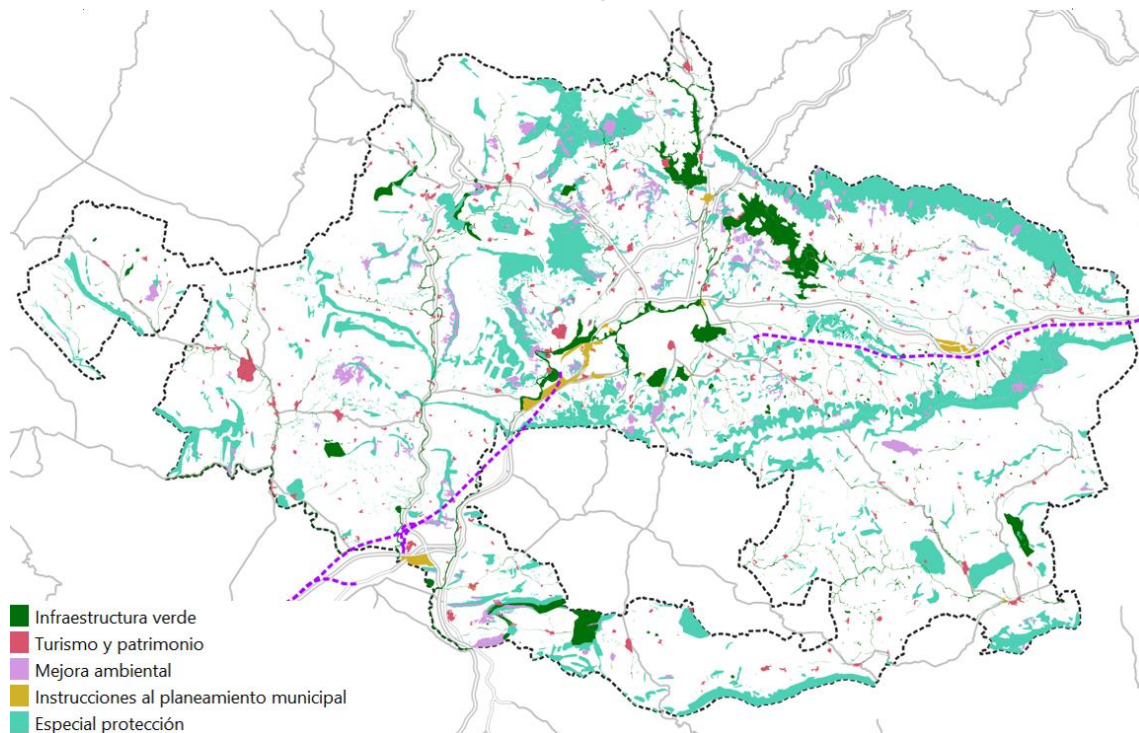 Infraestructura verde
Turismo y patrimonio
Mejora ambiental
Instrucciones al planeamiento municipal
Especial protección